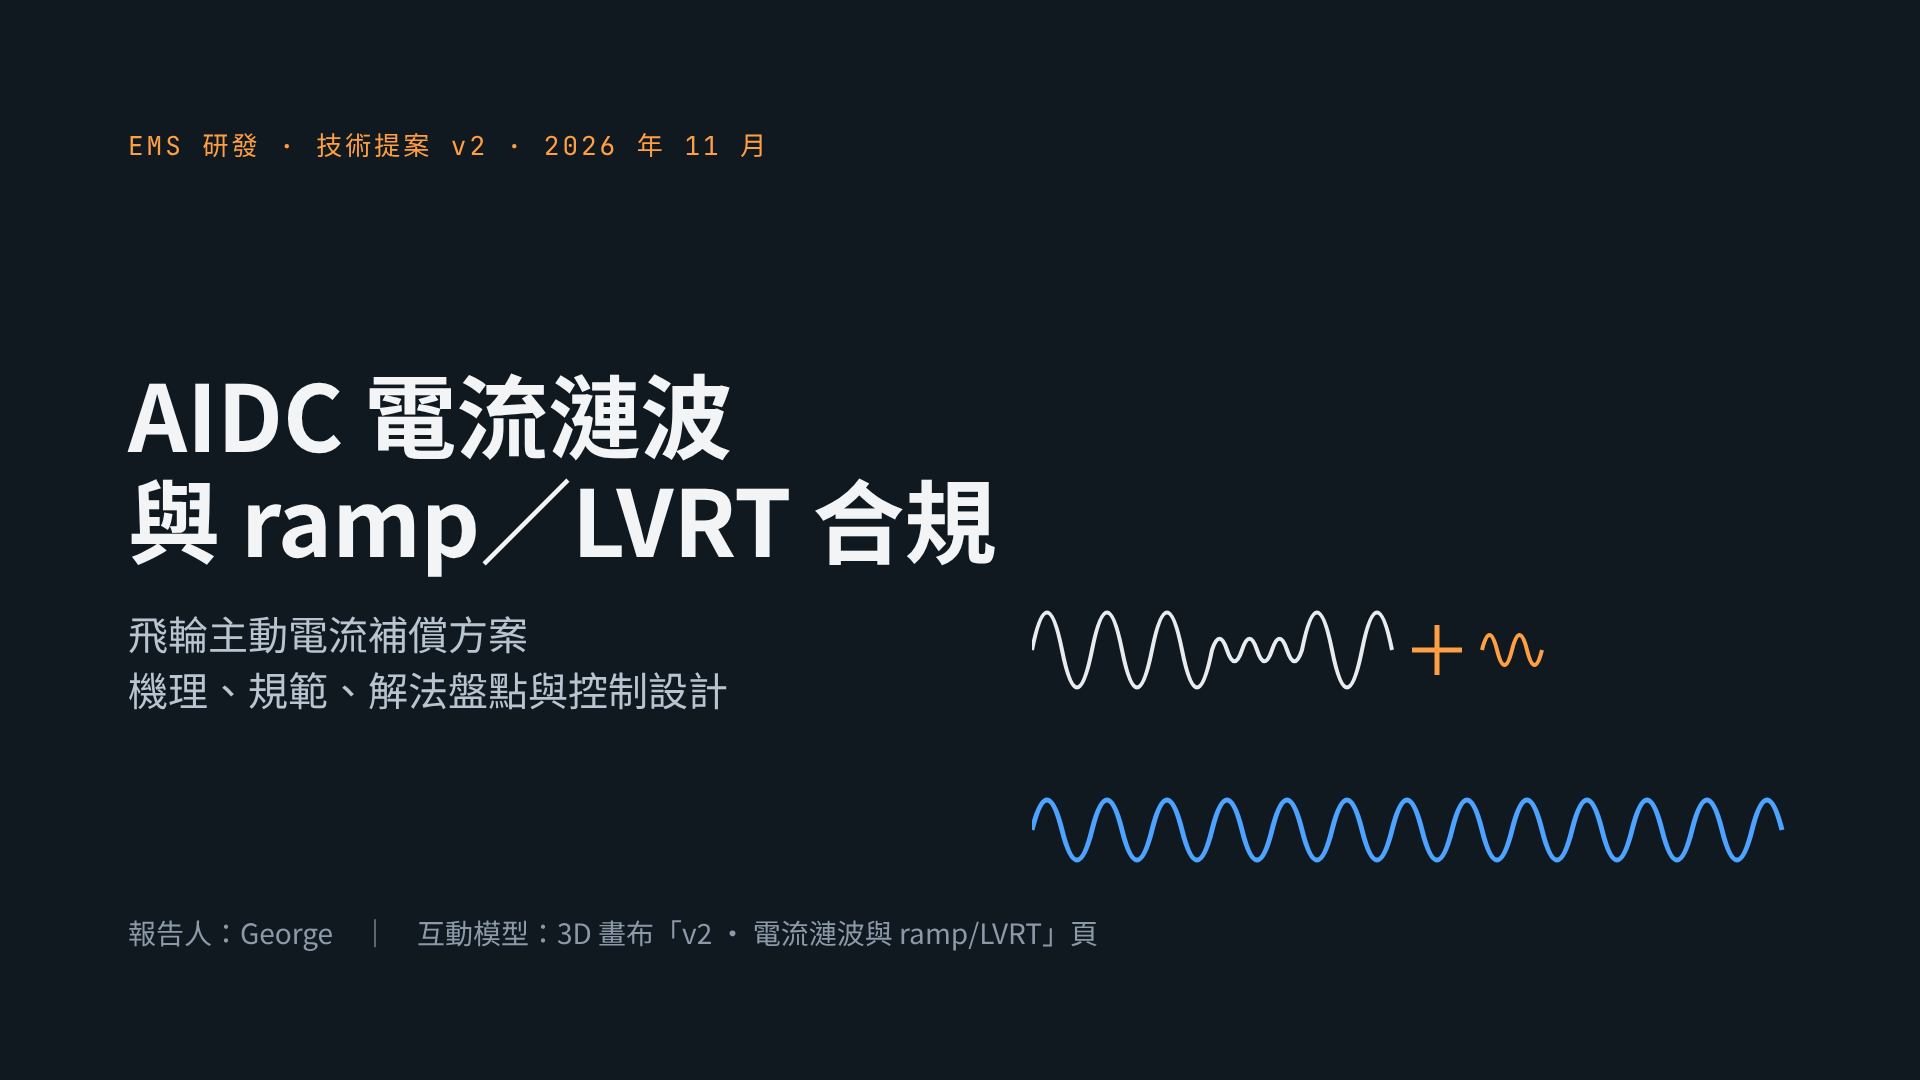 EMS 研發 · 技術提案 v2 · 2026 年 11 月
AIDC 電流漣波
與 ramp／LVRT 合規
飛輪主動電流補償方案
機理、規範、解法盤點與控制設計
報告人：George ｜ 互動模型：3D 畫布「v2 · 電流漣波與 ramp/LVRT」頁